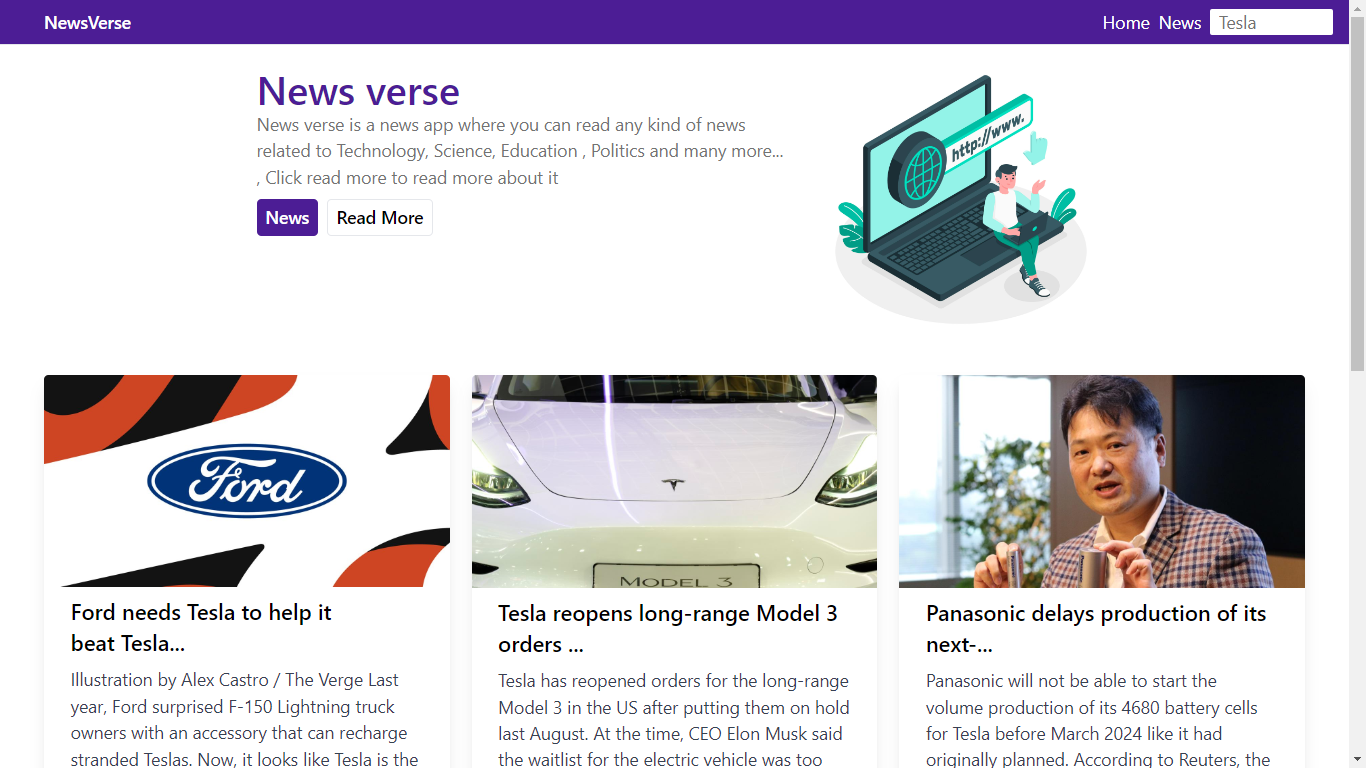 NewsVerse
Home News Tesla
News verse
News verse is a news app where you can read any kind of news
related to Technology, Science, Education , Politics and many more...
, Click read more to read more about it
News Read More
http://www.
Ford
MODEL 3
Ford needs Tesla to help it
beat Tesla...
Illustration by Alex Castro / The Verge Last
year, Ford surprised F-150 Lightning truck
owners with an accessory that can recharge
stranded Teslas. Now, it looks like Tesla is the
Tesla reopens long-range Model 3
orders ...
Tesla has reopened orders for the long-range
Model 3 in the US after putting them on hold
last August. At the time, CEO Elon Musk said
the waitlist for the electric vehicle was too
Panasonic delays production of its
next-...
Panasonic will not be able to start the
volume production of its 4680 battery cells
for Tesla before March 2024 like it had
originally planned. According to Reuters, the